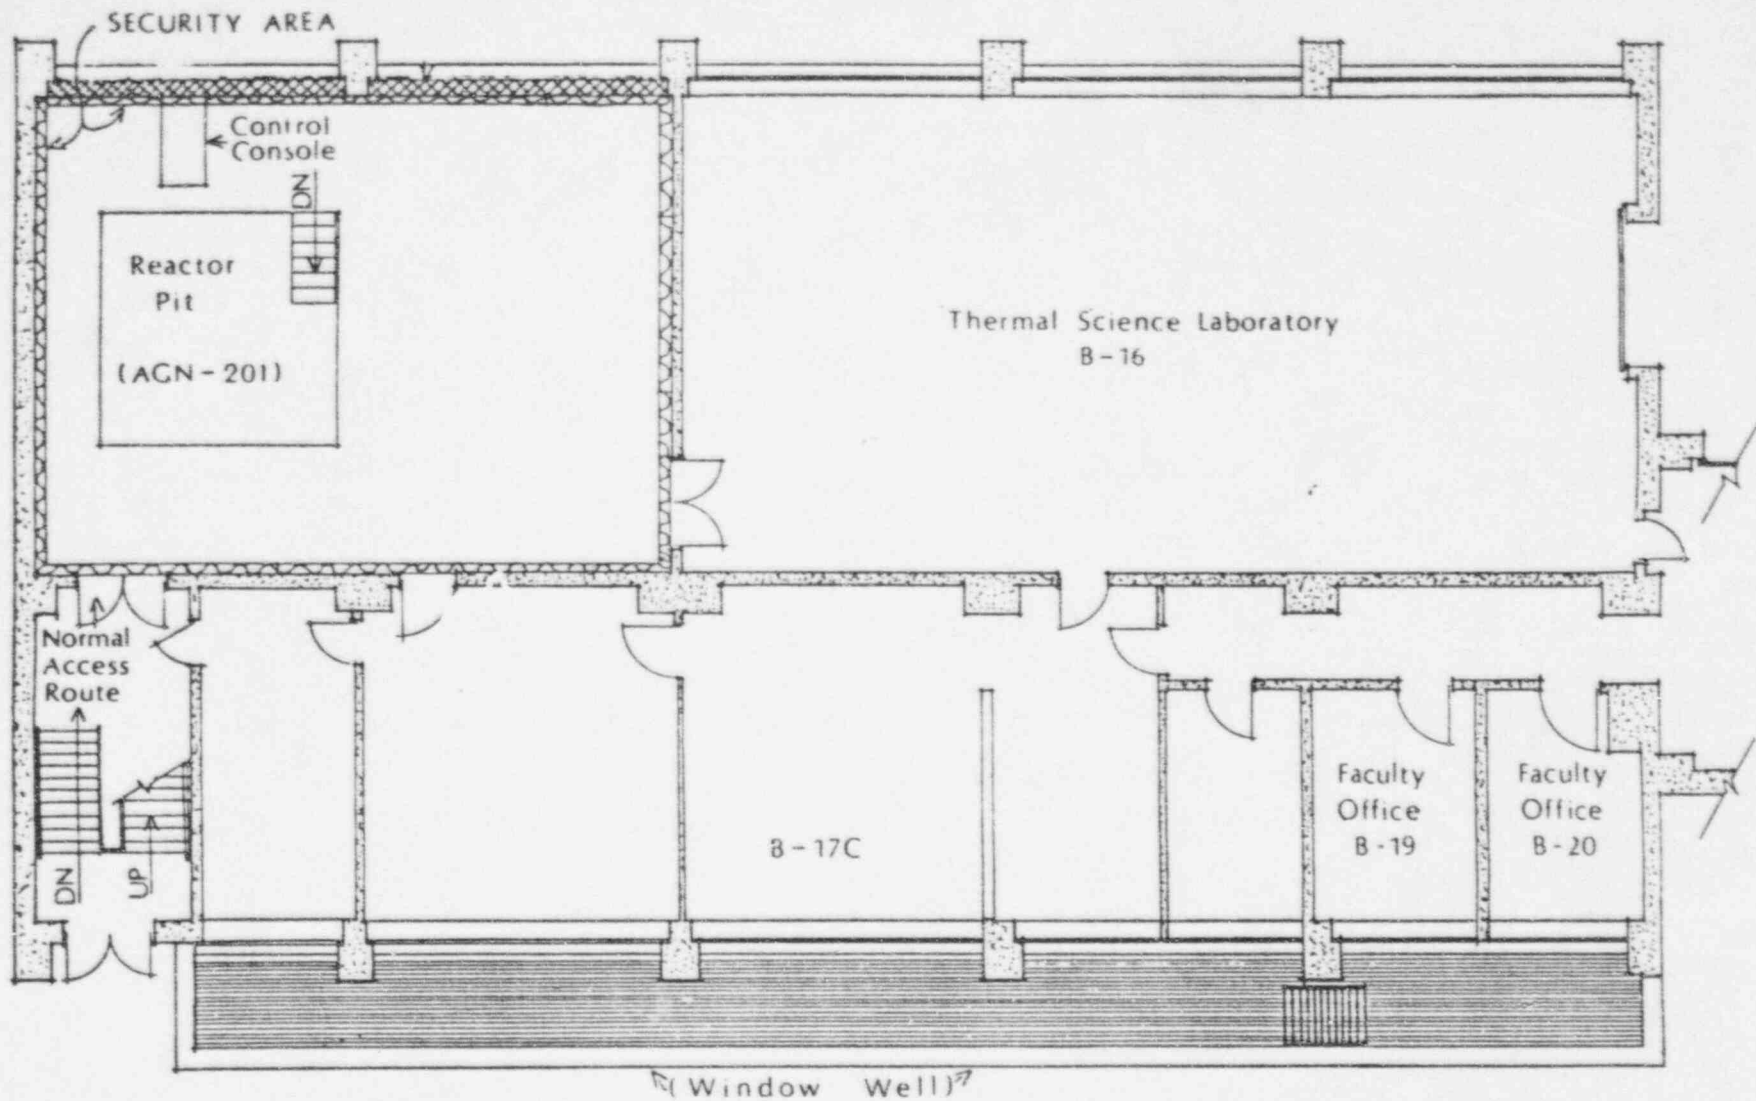 SECURITY AREA
Control
Console
DN
Reactor
Pit
(AGN-201)
Thermal Science Laboratory
B-16
Normal
Access
Route
DN
UP
B-17C
Faculty
Office
B-19
Faculty
Office
B-20
(Window Well)